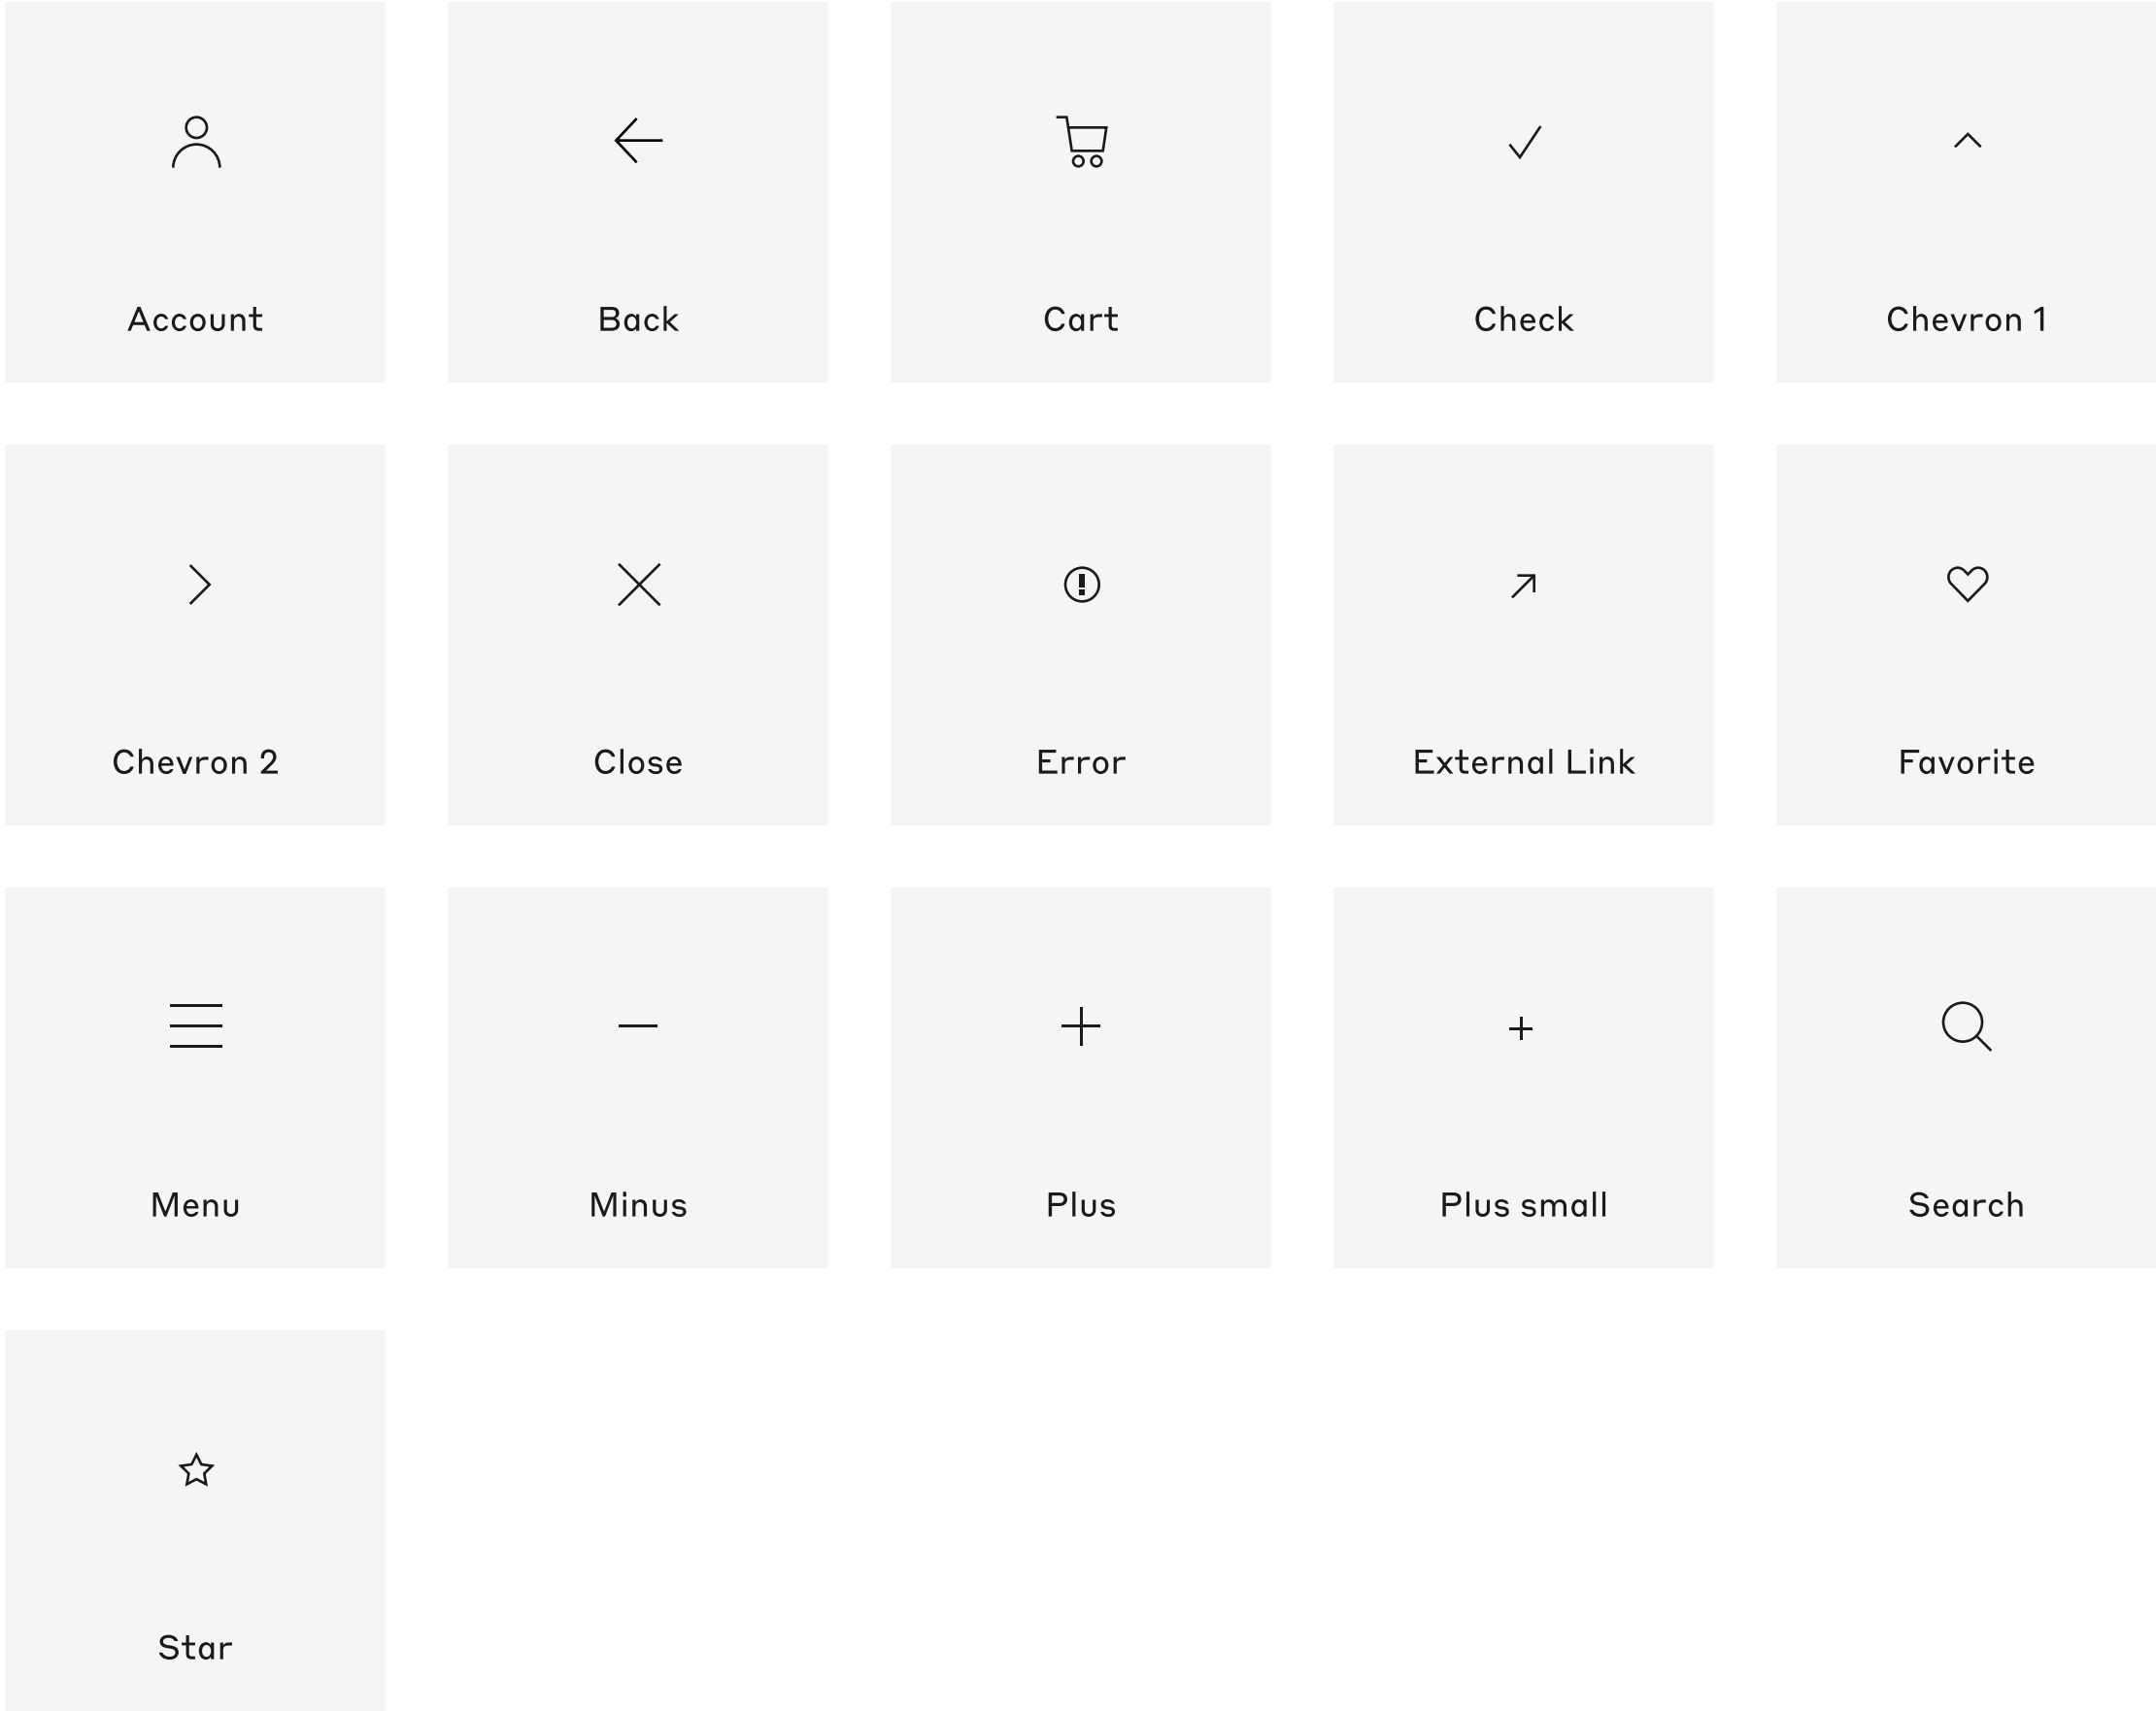 Account
Back
Cart
Check
Chevron 1
Chevron 2
Close
Error
External Link
Favorite
Menu
Minus
Plus
Plus small
Search
Star